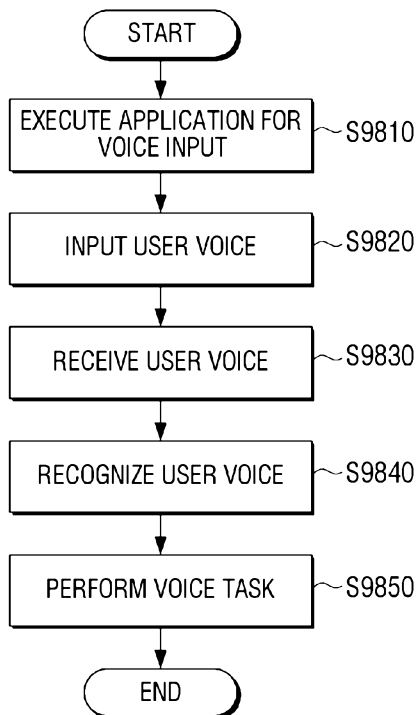 START
EXECUTE APPLICATION FOR
VOICE INPUT
S9810
INPUT USER VOICE
S9820
RECEIVE USER VOICE
S9830
RECOGNIZE USER VOICE
S9840
PERFORM VOICE TASK
S9850
END